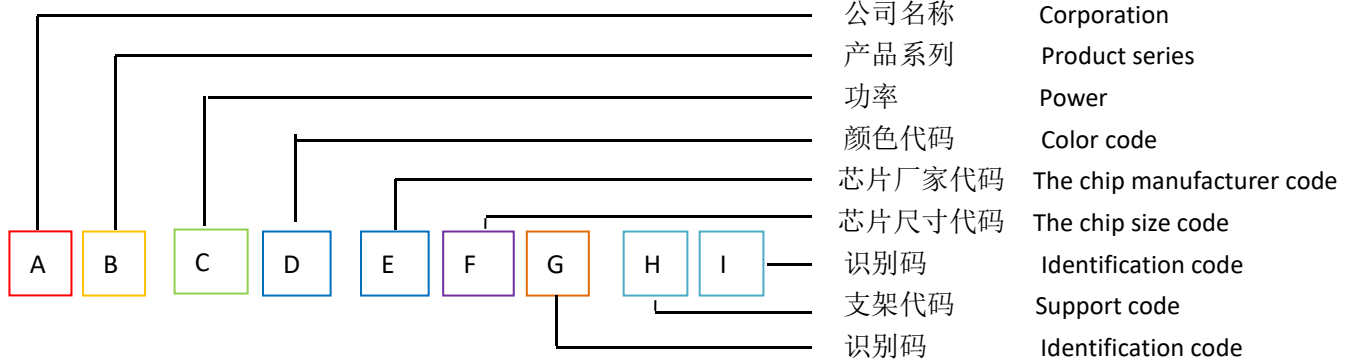 公司名称 Corporation
产品系列 Product series
功率 Power
颜色代码 Color code
芯片厂家代码 The chip manufacturer code
芯片尺寸代码 The chip size code
A B C D E F G H I 识别码 Identification code
支架代码 Support code
识别码 Identification code